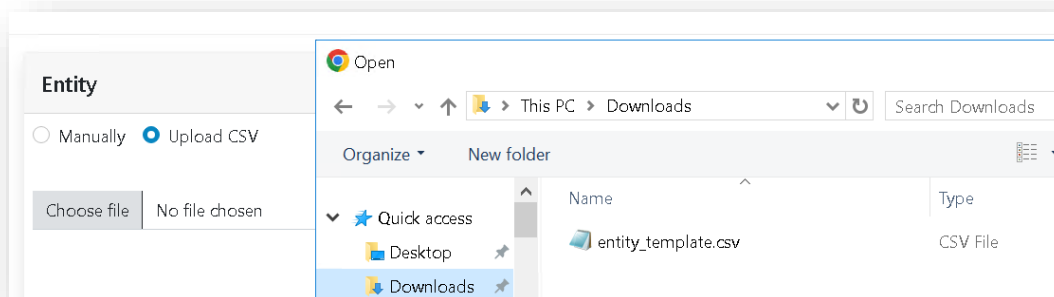 Entity
Manually Upload CSV
Choose file No file chosen
Open
This PC > Downloads
Search Downloads
Organize New folder
Quick access
Desktop
Downloads
Name Type
entity_template.csv CSV File